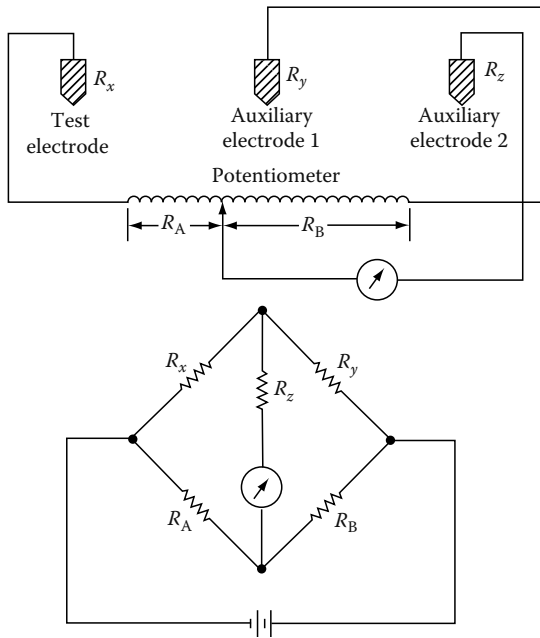 R_x
Test
electrode
R_y
Auxiliary
electrode 1
R_z
Auxiliary
electrode 2
Potentiometer
R_A
R_B
R_x
R_y
R_z
R_A
R_B